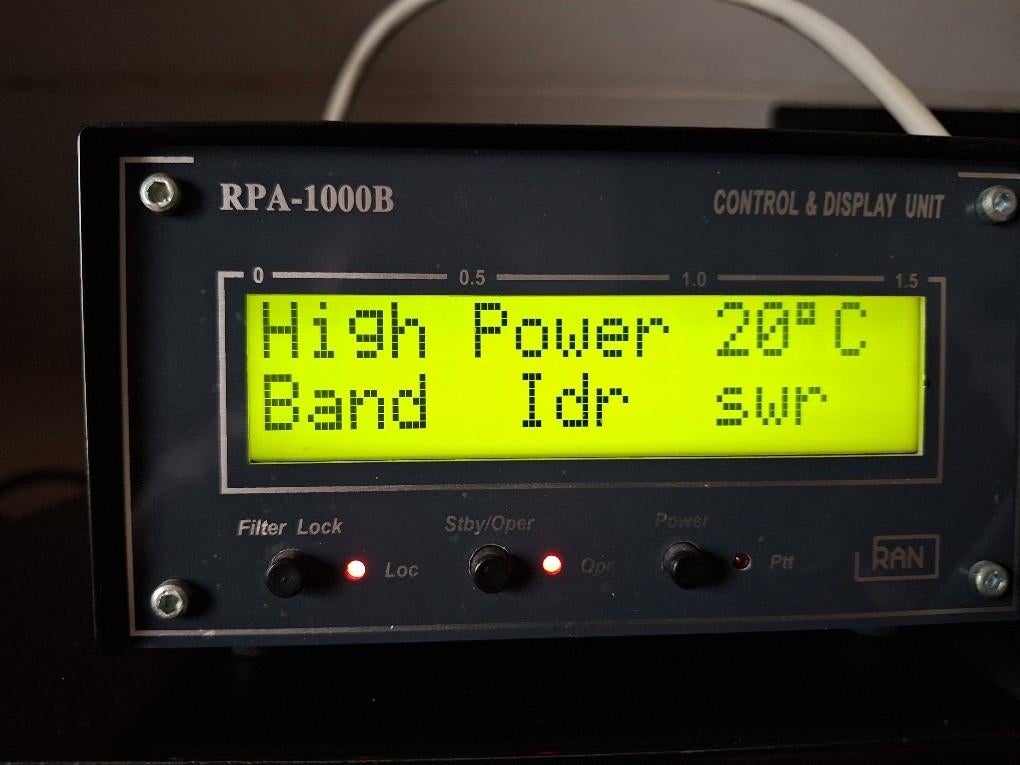 RPA-1000B CONTROL & DISPLAY UNIT
0 0.5 1.0 1.5
High Power 20ºC
Band Idr swr
Filter Lock Stby/Oper Power
Loc Opr Ptt
RAN